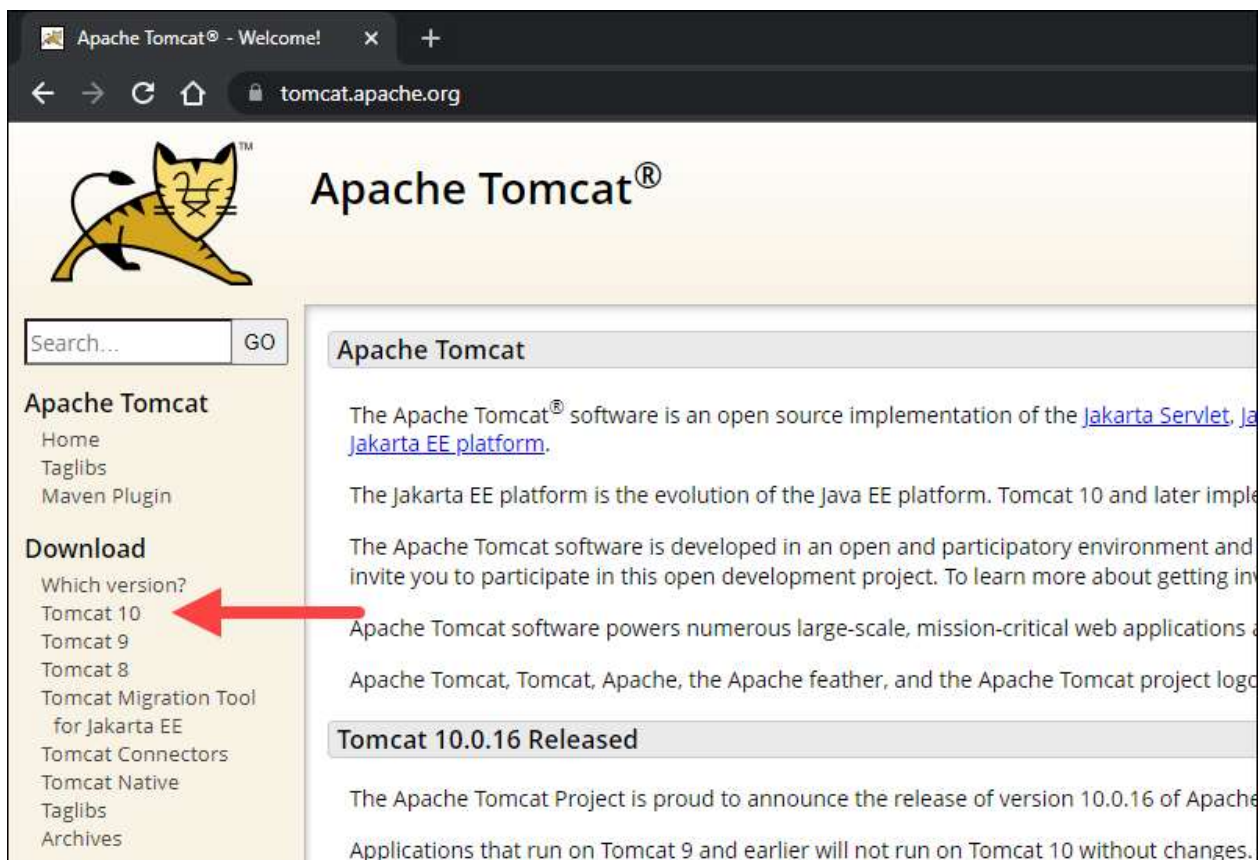 Apache Tomcat® - Welcome!
tomcat.apache.org
TM
Apache Tomcat®
Search...
GO
Apache Tomcat
Home
Taglibs
Maven Plugin
Download
Which version?
Tomcat 10
Tomcat 9
Tomcat 8
Tomcat Migration Tool
for Jakarta EE
Tomcat Connectors
Tomcat Native
Taglibs
Archives
Apache Tomcat
The Apache Tomcat® software is an open source implementation of the Jakarta Servlet,
Jakarta EE platform.
The Jakarta EE platform is the evolution of the Java EE platform. Tomcat 10 and later
The Apache Tomcat software is developed in an open and participatory environment and
invite you to participate in this open development project. To learn more about getting
Apache Tomcat software powers numerous large-scale, mission-critical web applications
Apache Tomcat, Tomcat, Apache, the Apache feather, and the Apache Tomcat project
Tomcat 10.0.16 Released
The Apache Tomcat Project is proud to announce the release of version 10.0.16 of Apache
Applications that run on Tomcat 9 and earlier will not run on Tomcat 10 without changes.